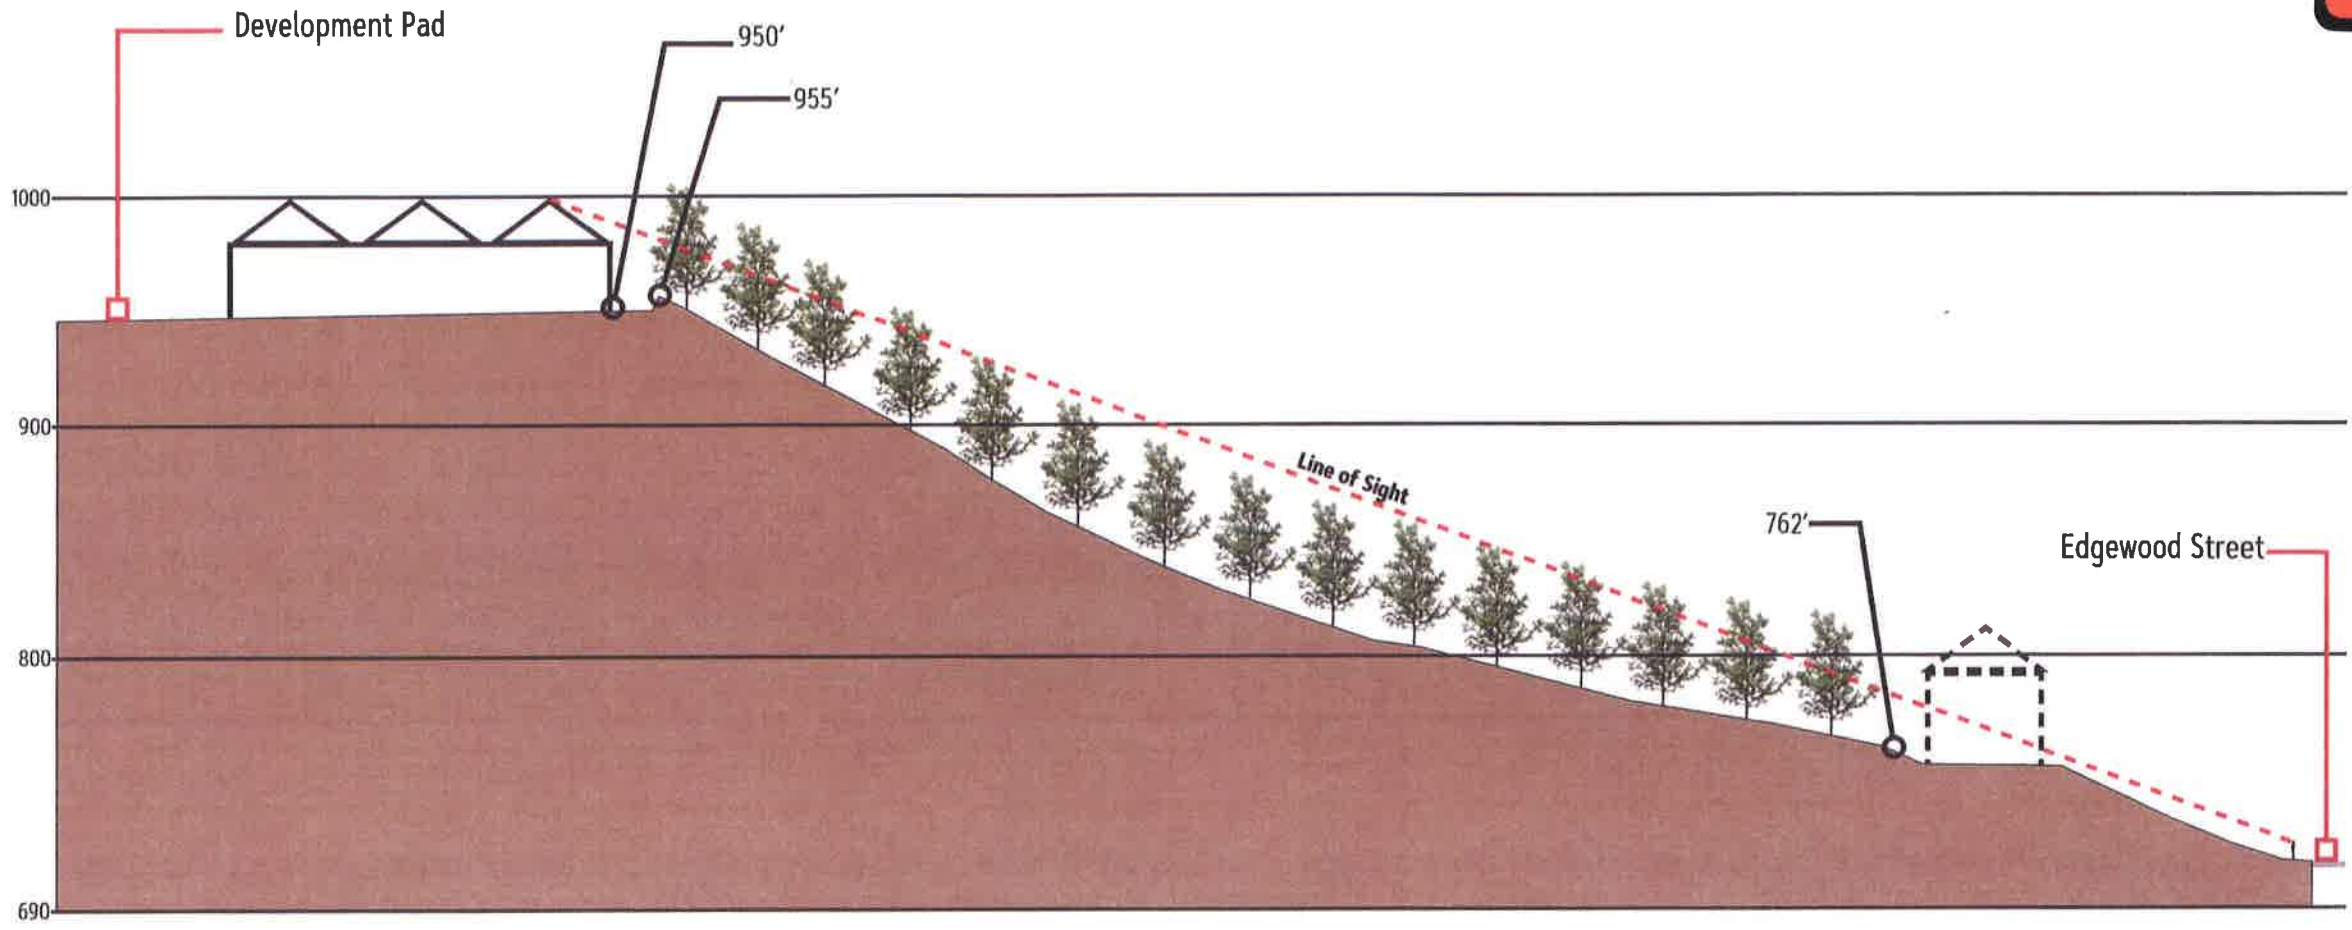 Development Pad
950'
955'
1000
900
Line of Sight
762'
Edgewood Street
800
690